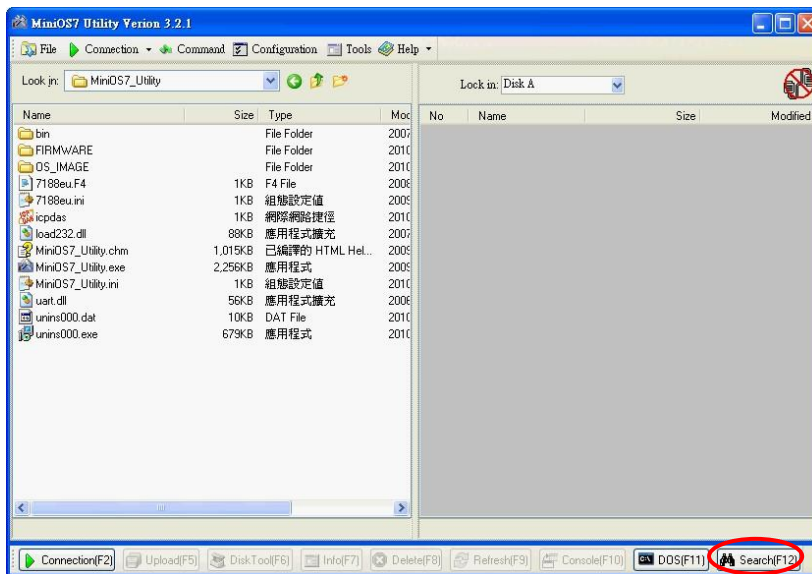 MiniOS7 Utility Verion 3.2.1
File Connection Command Configuration Tools Help
Look in: MiniOS7_Utility
Lock in: Disk A
Name Size Type Mod
No Name Size Modified
bin File Folder 2007
FIRMWARE File Folder 2010
OS_IMAGE File Folder 2010
7188eu.F4 1KB F4 File 2008
7188eu.ini 1KB 組態設定值 2009
icpdas 1KB 網際網路捷徑 2010
load232.dll 88KB 應用程式擴充 2007
MiniOS7_Utility.chm 1,015KB 已編譯的 HTML Hel... 2009
MiniOS7_Utility.exe 2,256KB 應用程式 2009
MiniOS7_Utility.ini 1KB 組態設定值 2010
uart.dll 56KB 應用程式擴充 2006
unins000.dat 10KB DAT File 2010
unins000.exe 679KB 應用程式 2010
Connection(F2) Upload(F5) DiskTool(F6) Info(F7) Delete(F8) Refresh(F9) Console(F10) DOS(F11) Search(F12)